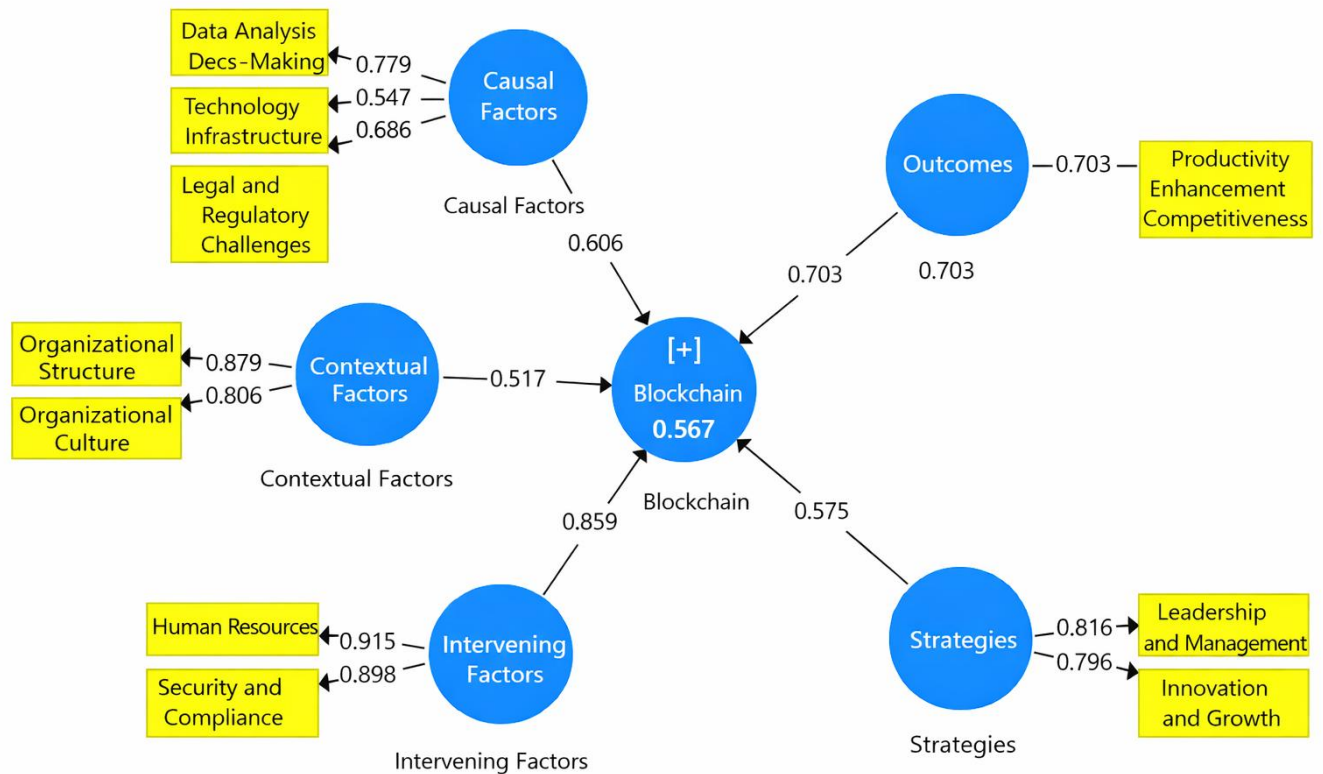 Data Analysis
Decs-Making
0.779
Technology
Infrastructure
0.547
0.686
Legal and
Regulatory
Challenges
Causal
Factors
Causal Factors
0.606
Outcomes
0.703
Productivity
Enhancement
Competitiveness
0.703
0.703
Organizational
Structure
0.879
Organizational
Culture
0.806
Contextual
Factors
Contextual Factors
0.517
[+]
Blockchain
0.567
Blockchain
0.859
0.575
Human Resources
0.915
Security and
Compliance
0.898
Intervening
Factors
Intervening Factors
Strategies
Strategies
0.816
Leadership
and Management
0.796
Innovation
and Growth